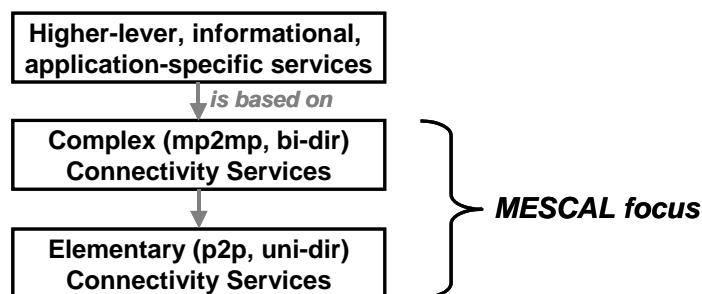 Higher-lever, informational,
application-specific services
is based on
Complex (mp2mp, bi-dir)
Connectivity Services
MESCAL focus
Elementary (p2p, uni-dir)
Connectivity Services